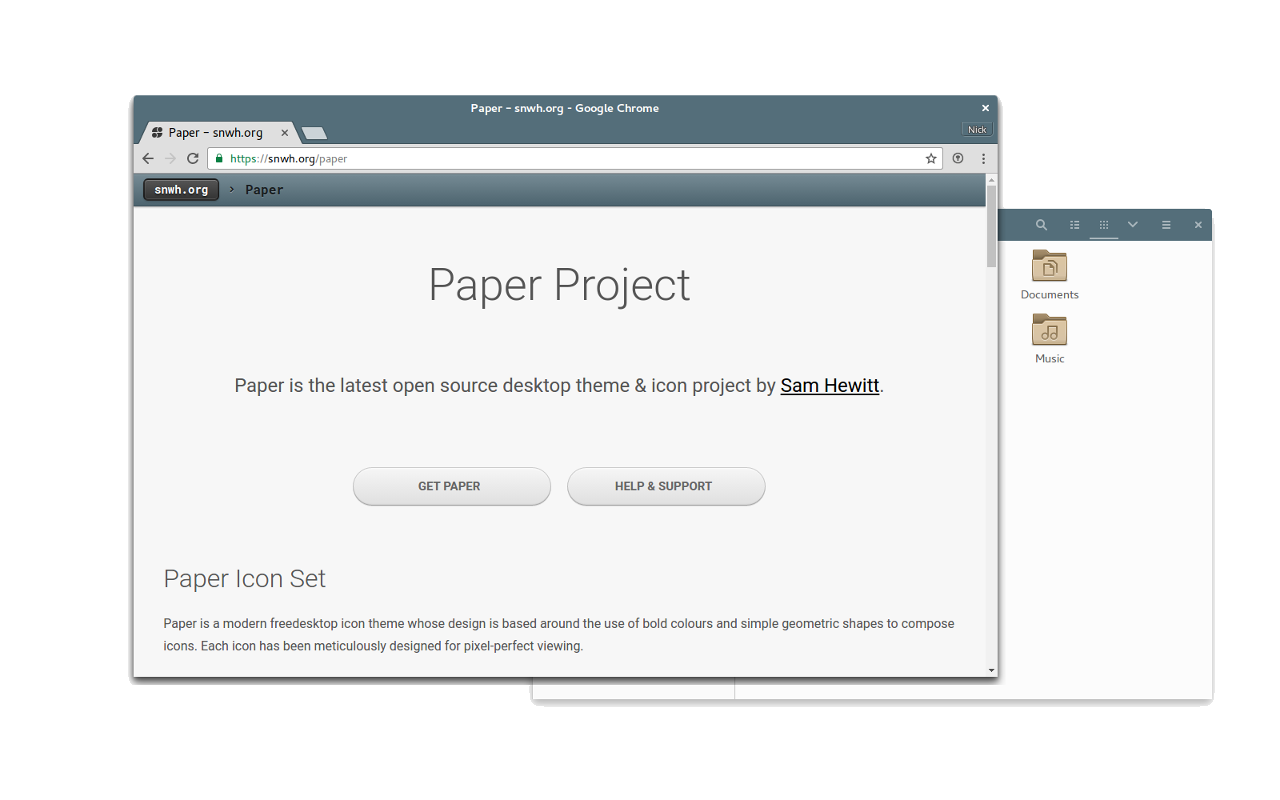 Paper – snwh.org - Google Chrome
Paper – snwh.org
Nick
https://snwh.org/paper
snwh.org › Paper
Paper Project
Paper is the latest open source desktop theme & icon project by Sam Hewitt.
GET PAPER
HELP & SUPPORT
Paper Icon Set
Paper is a modern freedesktop icon theme whose design is based around the use of bold colours and simple geometric shapes to compose
icons. Each icon has been meticulously designed for pixel-perfect viewing.
Documents
Music